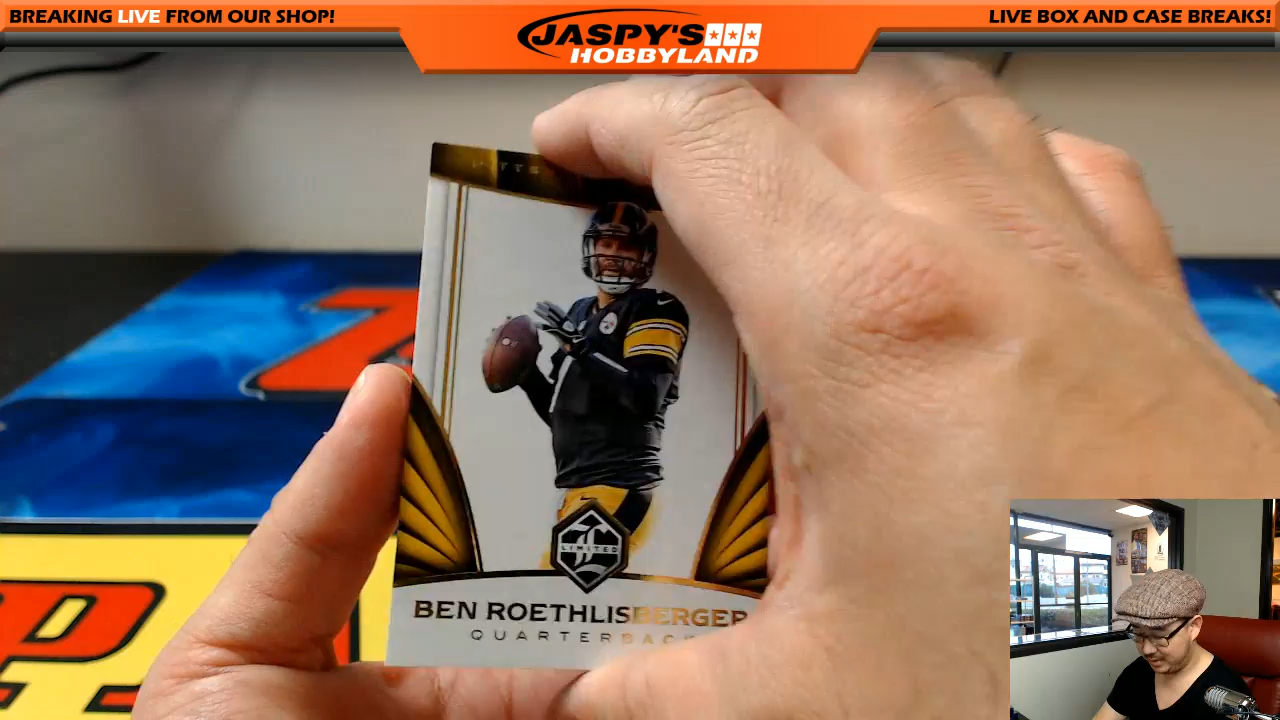 BREAKING LIVE FROM OUR SHOP!
JASPY'S
HOBBYLAND
LIVE BOX AND CASE BREAKS!
LIMITED
BEN ROETHLISBERGER
QUARTERBACK
P